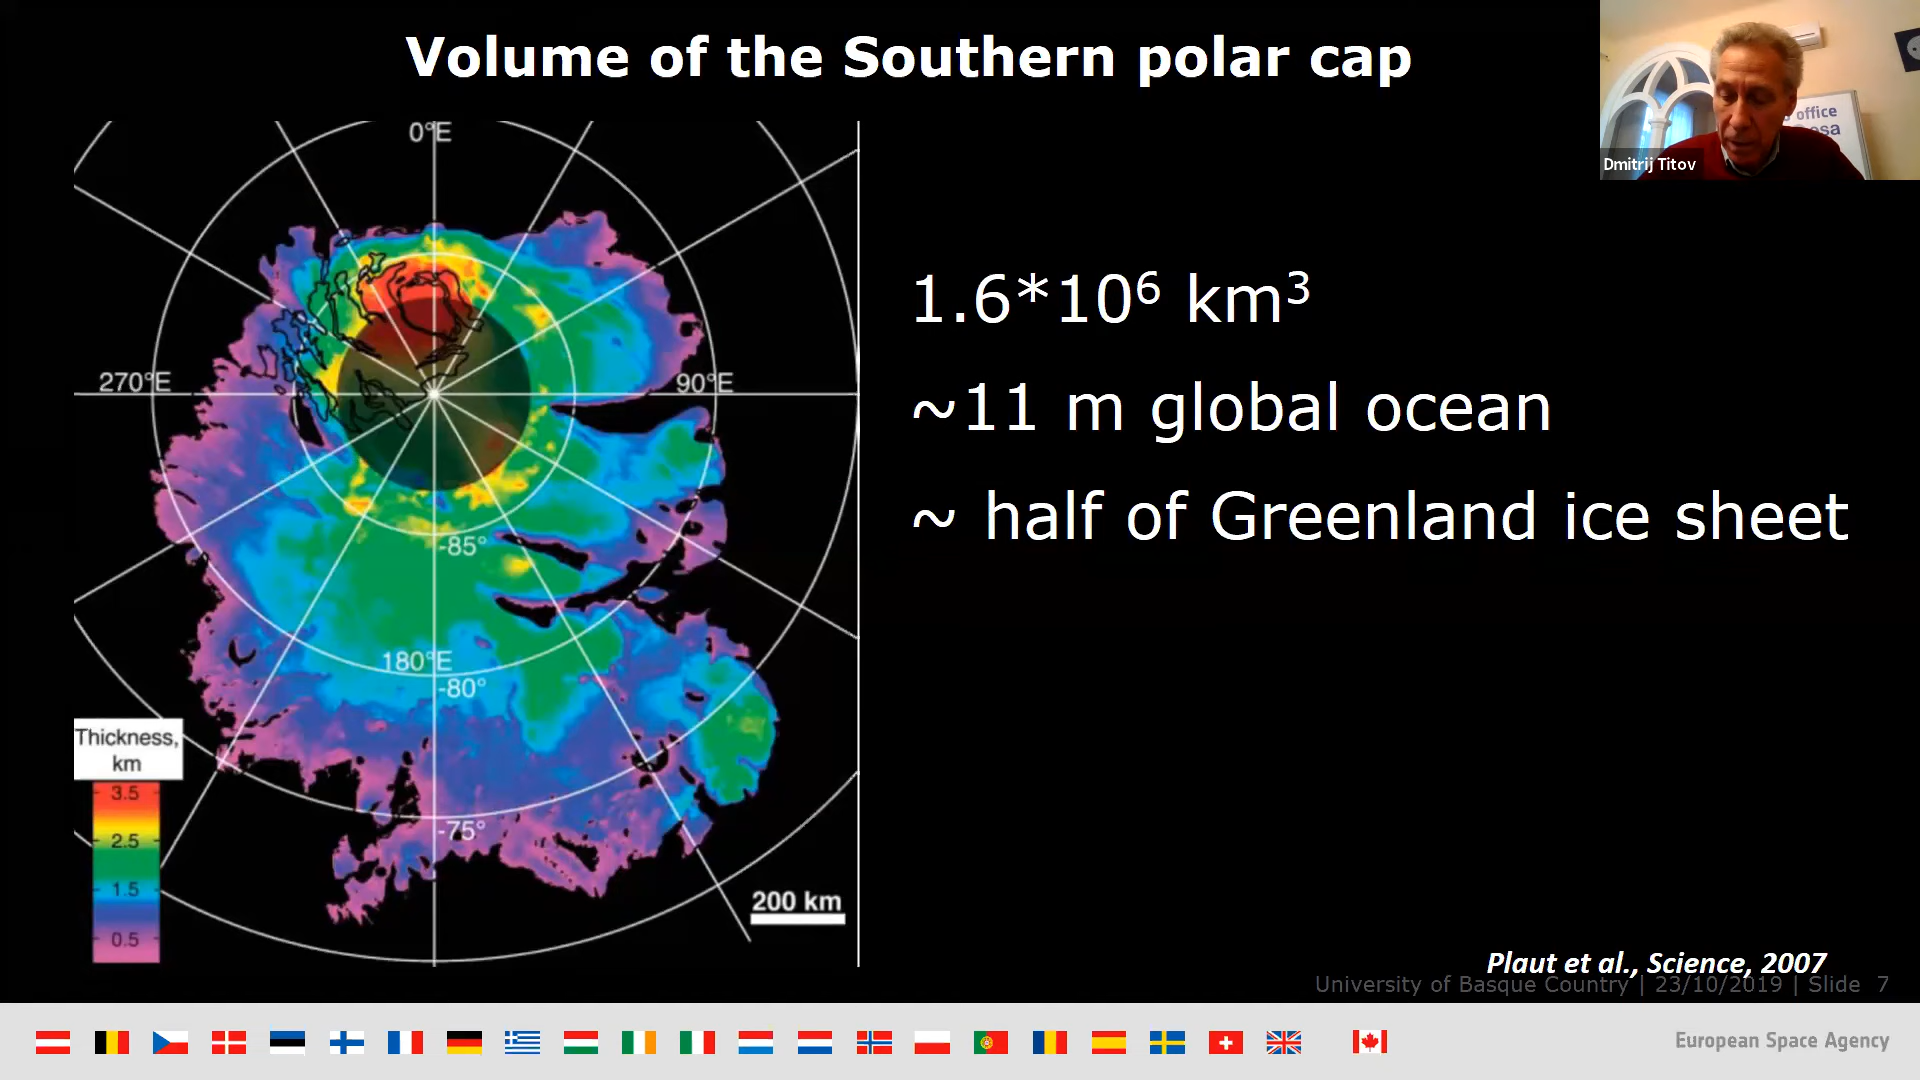 Volume of the Southern polar cap
office
esa
Dmitrij Titov
0°E
270°E
90°E
-85°
180°E
-80°
-75°
Thickness,
km
3.5
2.5
1.5
0.5
200 km
1.6*10⁶ km³
~11 m global ocean
~ half of Greenland ice sheet
Plaut et al., Science, 2007
University of Basque Country | 23/10/2019 | Slide 7
European Space Agency